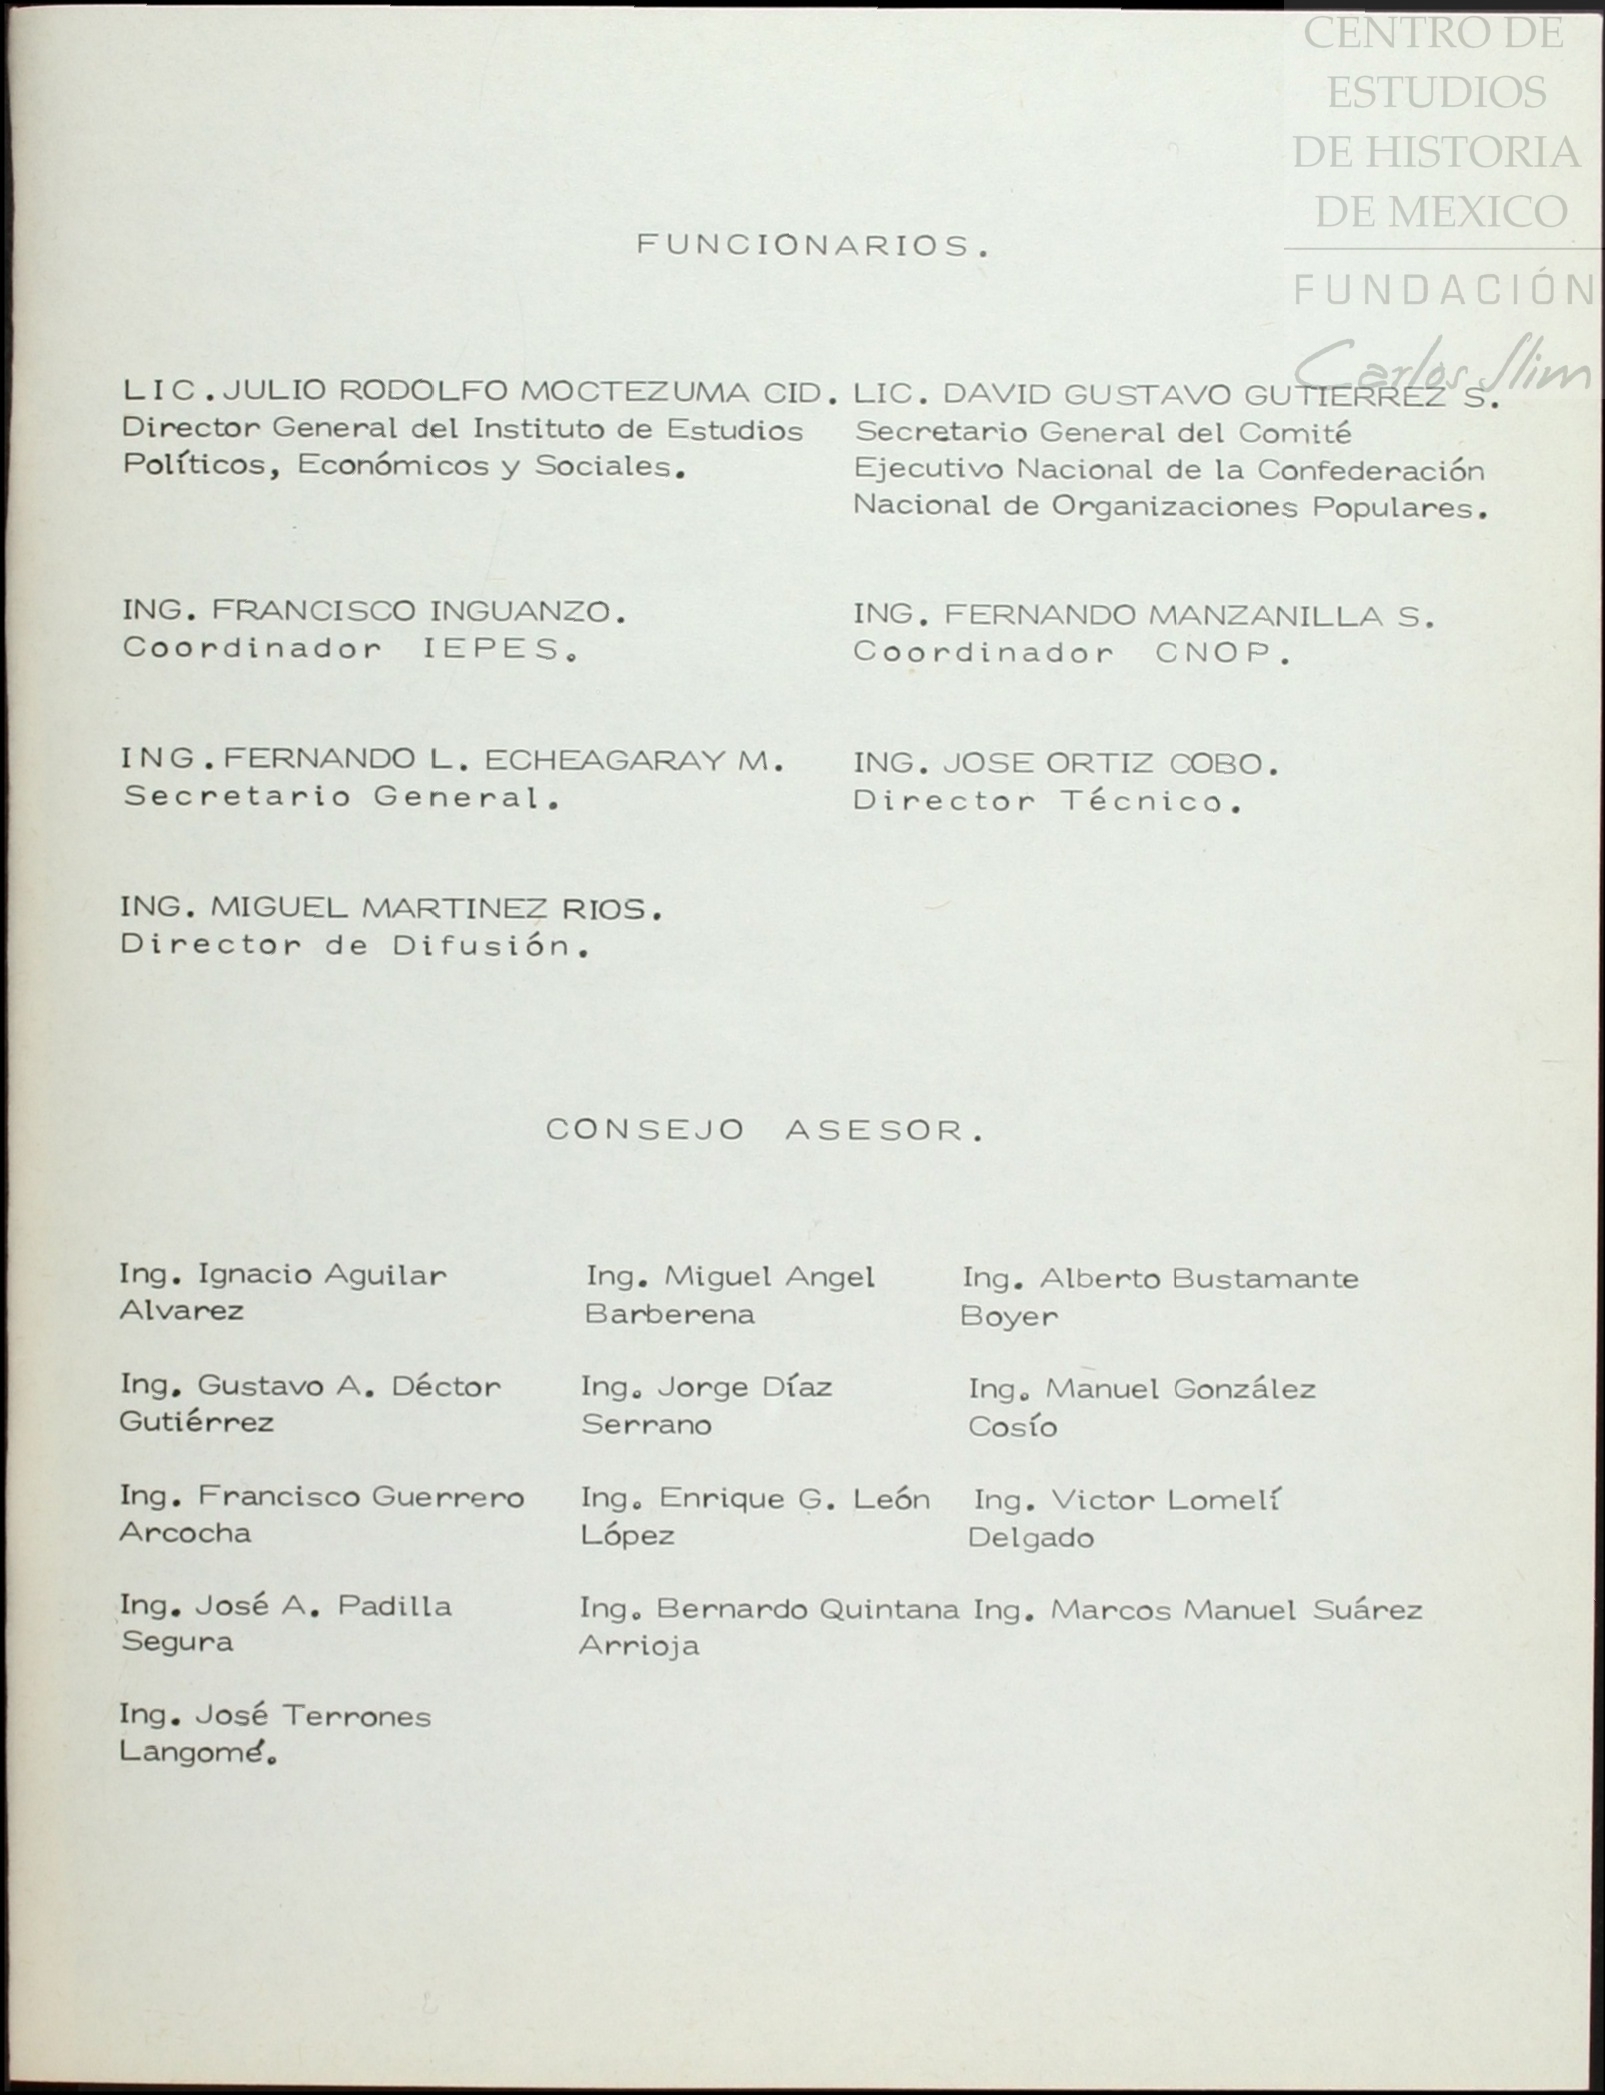 CENTRO DE
ESTUDIOS
DE HISTORIA
DE MEXICO
FUNDACIÓN
Carlos Slim
FUNCIONARIOS.
LIC. JULIO RODOLFO MOCTEZUMA CID.
Director General del Instituto de Estudios
Políticos, Económicos y Sociales.
LIC. DAVID GUSTAVO GUTIERREZ S.
Secretario General del Comité
Ejecutivo Nacional de la Confederación
Nacional de Organizaciones Populares.
ING. FRANCISCO INGUANZO.
Coordinador IEPES.
ING. FERNANDO MANZANILLA S.
Coordinador CNOP.
ING. FERNANDO L. ECHEAGARAY M.
Secretario General.
ING. JOSE ORTIZ COBO.
Director Técnico.
ING. MIGUEL MARTINEZ RIOS.
Director de Difusión.
CONSEJO ASESOR.
Ing. Ignacio Aguilar
Alvarez
Ing. Miguel Angel
Barberena
Ing. Alberto Bustamante
Boyer
Ing. Gustavo A. Déctor
Gutiérrez
Ing. Jorge Díaz
Serrano
Ing. Manuel González
Cosío
Ing. Francisco Guerrero
Arcocha
Ing. Enrique G. León
López
Ing. Victor Lomelí
Delgado
Ing. José A. Padilla
Segura
Ing. Bernardo Quintana
Arrioja
Ing. Marcos Manuel Suárez
Ing. José Terrones
Langomé.